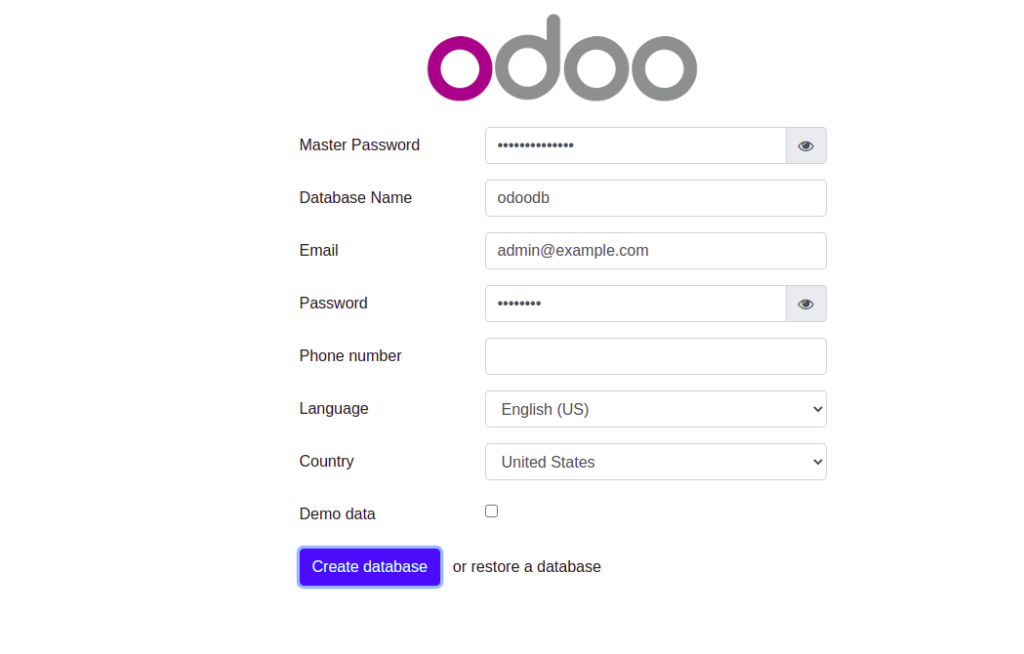 odoo
Master Password ••••••••••••••
Database Name odoodb
Email admin@example.com
Password ••••••••
Phone number
Language English (US)
Country United States
Demo data
Create database or restore a database